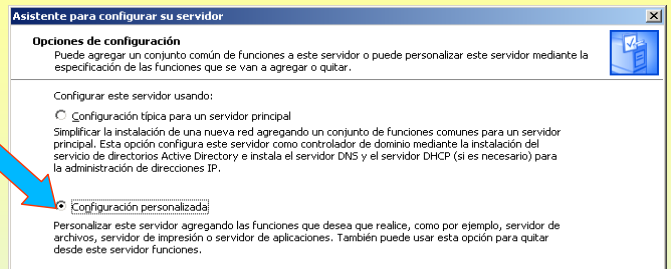 Asistente para configurar su servidor
Opciones de configuración
Puede agregar un conjunto común de funciones a este servidor o puede personalizar este servidor mediante la
especificación de las funciones que se van a agregar o quitar.
Configurar este servidor usando:
Configuración típica para un servidor principal
Simplificar la instalación de una nueva red agregando un conjunto de funciones comunes para un servidor
principal. Esta opción configura este servidor como controlador de dominio mediante la instalación del
servicio de directorios Active Directory e instala el servidor DNS y el servidor DHCP (si es necesario) para
la administración de direcciones IP.
Configuración personalizada
Personalizar este servidor agregando las funciones que desea que realice, como por ejemplo, servidor de
archivos, servidor de impresión o servidor de aplicaciones. También puede usar esta opción para quitar
desde este servidor funciones.